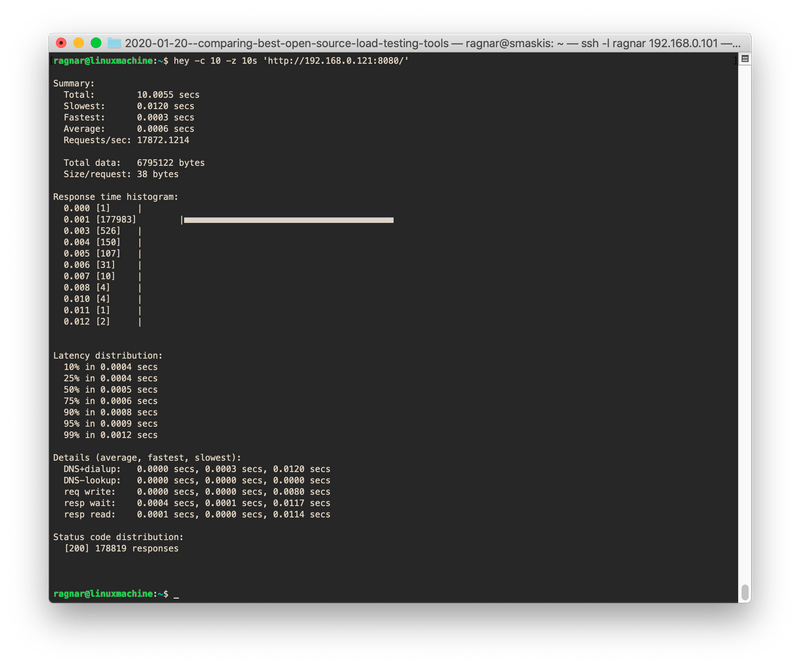 2020-01-20--comparing-best-open-source-load-testing-tools — ragnar@smaskis: ~ — ssh -l ragnar 192.168.0.101 —...
ragnar@linuxmachine:~$ hey -c 10 -z 10s 'http://192.168.0.121:8080/'
Summary:
  Total:        10.0055 secs
  Slowest:      0.0120 secs
  Fastest:      0.0003 secs
  Average:      0.0006 secs
  Requests/sec: 17872.1214
  Total data:   6795122 bytes
  Size/request: 38 bytes
Response time histogram:
  0.000 [1]     |
  0.001 [177983]        |
  0.003 [526]   |
  0.004 [150]   |
  0.005 [107]   |
  0.006 [31]    |
  0.007 [10]    |
  0.008 [4]     |
  0.010 [4]     |
  0.011 [1]     |
  0.012 [2]     |
Latency distribution:
  10% in 0.0004 secs
  25% in 0.0004 secs
  50% in 0.0005 secs
  75% in 0.0006 secs
  90% in 0.0008 secs
  95% in 0.0009 secs
  99% in 0.0012 secs
Details (average, fastest, slowest):
  DNS+dialup:   0.0000 secs, 0.0003 secs, 0.0120 secs
  DNS-lookup:   0.0000 secs, 0.0000 secs, 0.0000 secs
  req write:    0.0000 secs, 0.0000 secs, 0.0080 secs
  resp wait:    0.0004 secs, 0.0001 secs, 0.0117 secs
  resp read:    0.0001 secs, 0.0000 secs, 0.0114 secs
Status code distribution:
  [200] 178819 responses
ragnar@linuxmachine:~$ _